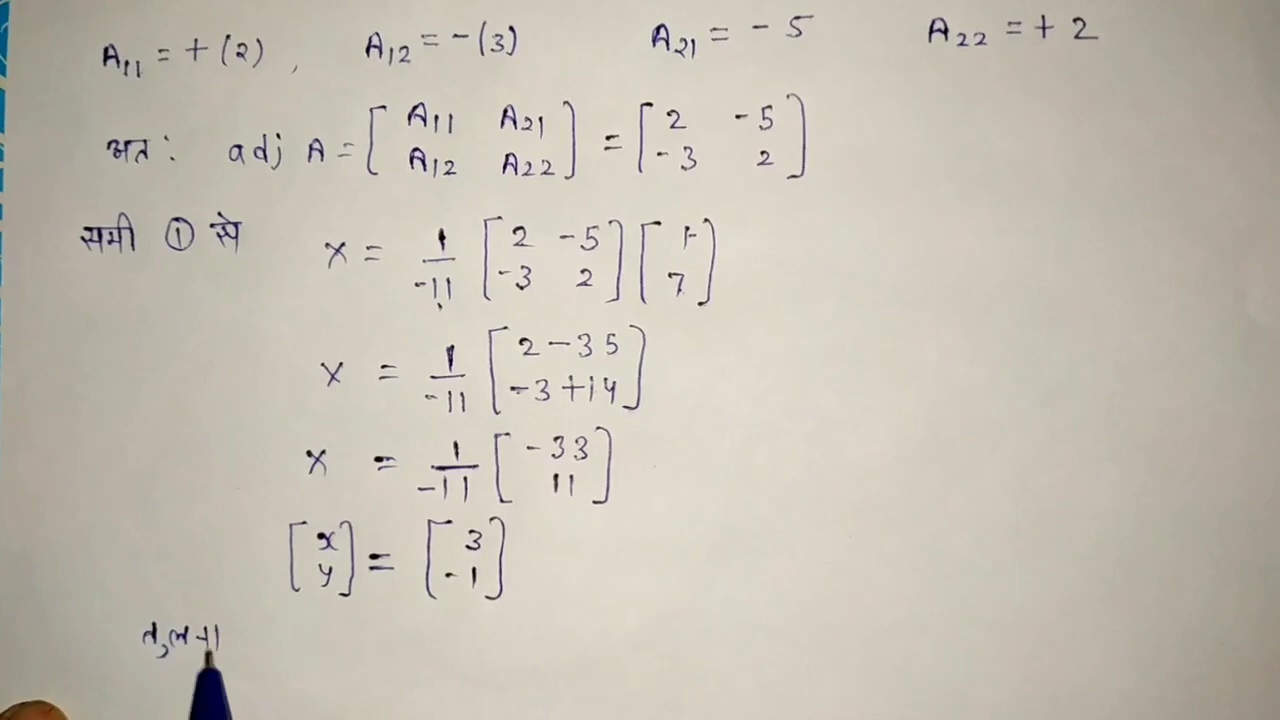 A11 = + (2) , A12 = - (3) A21 = - 5 A22 = + 2
अतः adj A = [ A11 A21 ; A12 A22 ] = [ 2 -5 ; -3 2 ]
समी ① से X = 1/-11 [ 2 -5 ; -3 2 ] [ 1 ; 7 ]
X = 1/-11 [ 2 - 35 ; -3 + 14 ]
X = 1/-11 [ -33 ; 11 ]
[ x ; y ] = [ 3 ; -1 ]